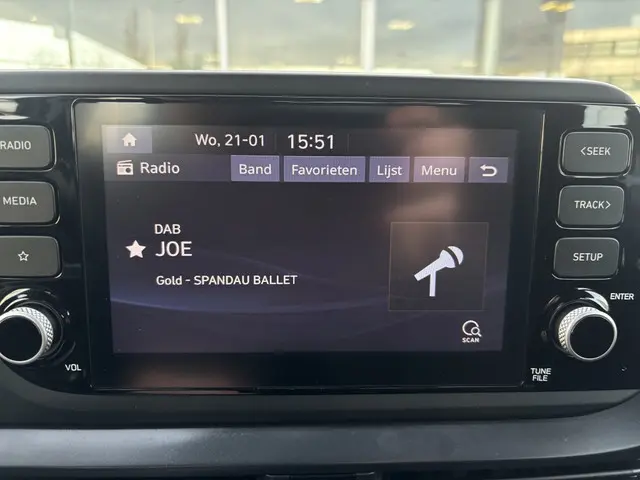 Wo, 21-01 15:51
RADIO
Radio Band Favorieten Lijst Menu
<SEEK
MEDIA
TRACK>
DAB
JOE
Gold - SPANDAU BALLET
SETUP
ENTER
SCAN
VOL
TUNE
FILE